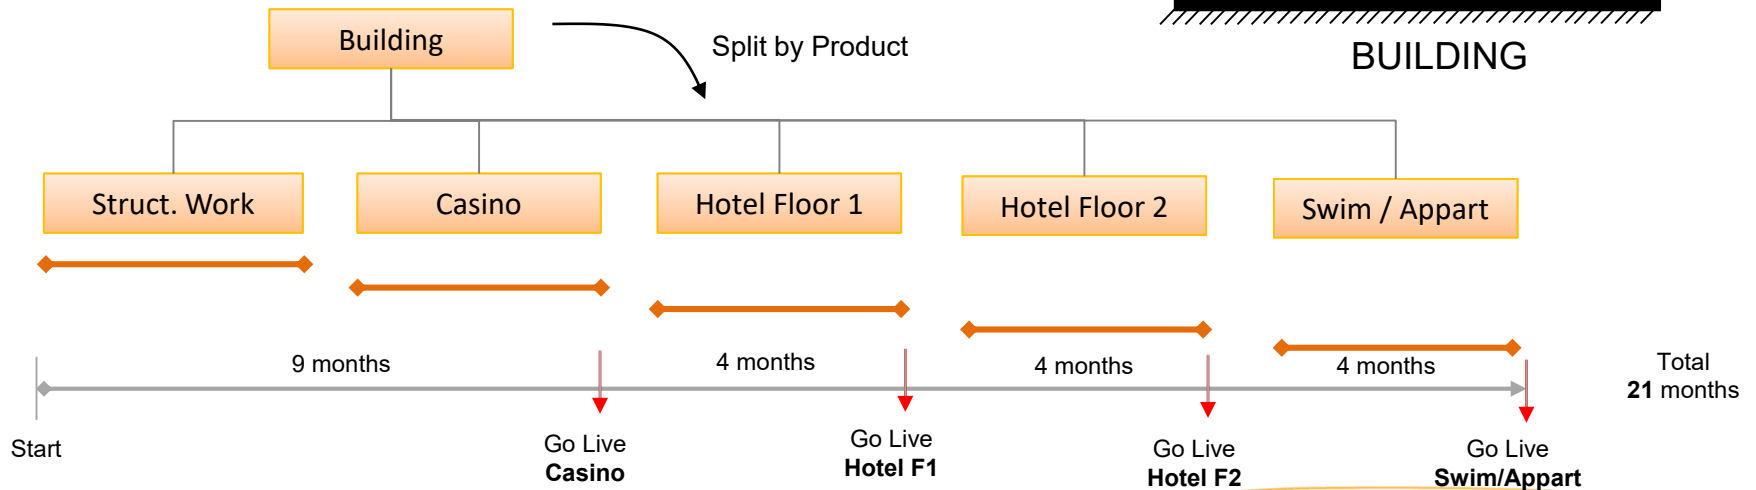 Building
Split by Product
BUILDING
Struct. Work
Casino
Hotel Floor 1
Hotel Floor 2
Swim / Appart
9 months
4 months
4 months
4 months
Total
21 months
Start
Go Live
Casino
Go Live
Hotel F1
Go Live
Hotel F2
Go Live
Swim/Appart